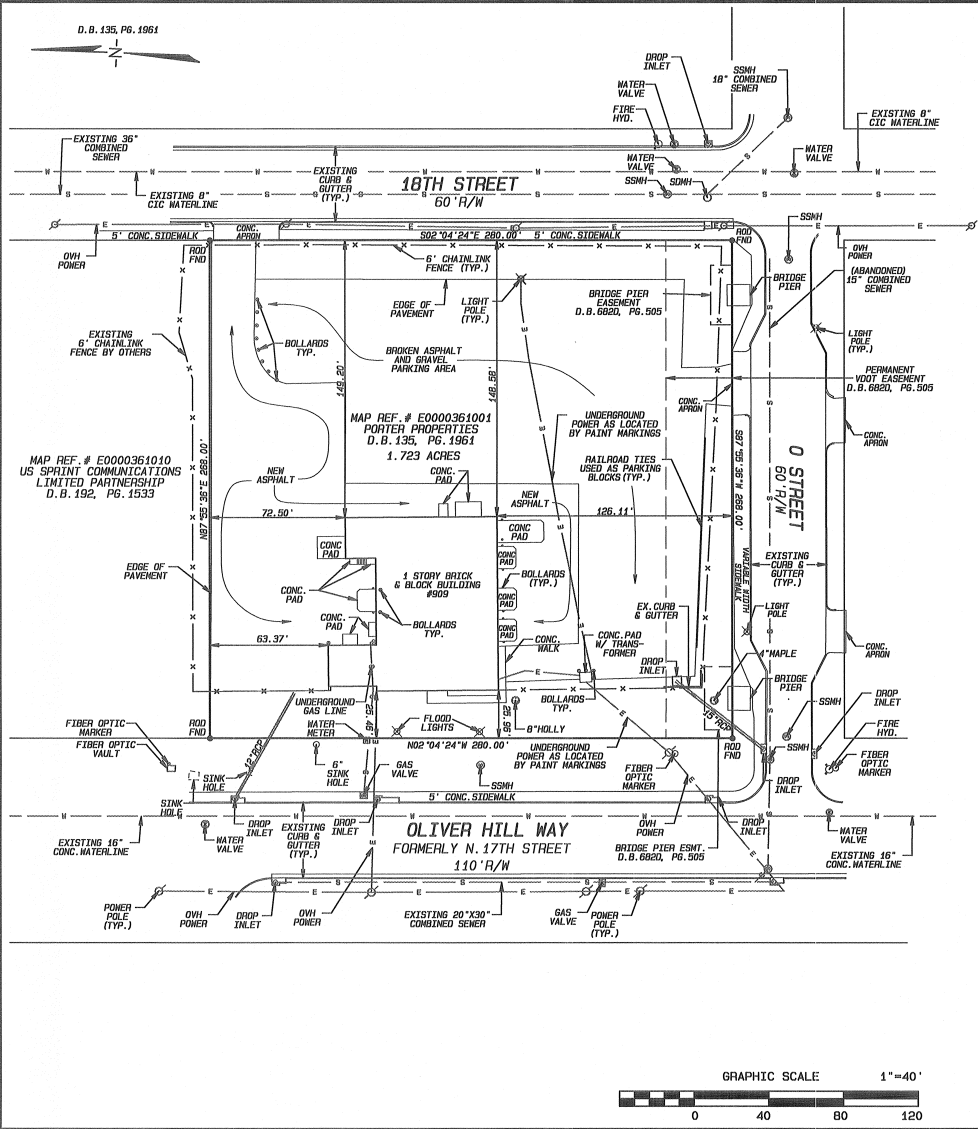 D.B. 135, PG. 1961
N
DROP
INLET
SSMH
18" COMBINED
SEWER
WATER
VALVE
FIRE
HYD.
EXISTING 8"
CIC WATERLINE
EXISTING 36"
COMBINED
SEWER
WATER
VALVE
WATER
VALVE
EXISTING
CURB &
GUTTER
(TYP.)
18TH STREET
60'R/W
SSMH
SDMH
EXISTING 8"
CIC WATERLINE
SSMH
CONC.
APRON
5' CONC. SIDEWALK
S02°04'24"E 280.00'
5' CONC. SIDEWALK
ROD
FND
ROD
FND
OVH
POWER
OVH
POWER
6' CHAINLINK
FENCE (TYP.)
(ABANDONED)
15" COMBINED
SEWER
BRIDGE
PIER
EDGE OF
PAVEMENT
LIGHT
POLE
(TYP.)
BRIDGE PIER
EASEMENT
D.B. 682D, PG. 505
EXISTING
6' CHAINLINK
FENCE BY OTHERS
BOLLARDS
TYP.
149.20'
148.58'
BROKEN ASPHALT
AND GRAVEL
PARKING AREA
LIGHT
POLE
(TYP.)
PERMANENT
VDOT EASEMENT
D.B. 682D, PG. 505
CONC.
APRON
MAP REF. # E0000361001
PORTER PROPERTIES
D.B. 135, PG. 1961
1.723 ACRES
UNDERGROUND
POWER AS LOCATED
BY PAINT MARKINGS
CONC.
APRON
MAP REF. # E0000361010
US SPRINT COMMUNICATIONS
LIMITED PARTNERSHIP
D.B. 192, PG. 1533
N87°55'36"E 268.00'
S87°55'36"W 268.00'
O STREET
60'R/W
RAILROAD TIES
USED AS PARKING
BLOCKS (TYP.)
NEW
ASPHALT
CONC.
PAD
NEW
ASPHALT
72.50'
126.11'
CONC
PAD
CONC
PAD
CONC
PAD
EDGE OF
PAVEMENT
1 STORY BRICK
& BLOCK BUILDING
#909
BOLLARDS
(TYP.)
VARIABLE WIDTH
SIDEWALK
EXISTING
CURB &
GUTTER
(TYP.)
CONC.
PAD
CONC
PAD
CONC.
PAD
BOLLARDS
TYP.
CONC
PAD
EX. CURB
& GUTTER
LIGHT
POLE
63.37'
CONC.
WALK
CONC. PAD
W/ TRANS-
FORMER
DROP
INLET
4" MAPLE
CONC.
APRON
BRIDGE
PIER
UNDERGROUND
GAS LINE
25.46'
25.96'
BOLLARDS
TYP.
15" RCP
DROP
INLET
SSMH
FIBER OPTIC
MARKER
ROD
FND
WATER
METER
FLOOD
LIGHTS
8" HOLLY
FIRE
HYD.
FIBER OPTIC
VAULT
12" RCP
N02°04'24"W 280.00'
UNDERGROUND
POWER AS LOCATED
BY PAINT MARKINGS
ROD
FND
SSMH
FIBER
OPTIC
MARKER
SINK
HOLE
6"
SINK
HOLE
GAS
VALVE
SSMH
FIBER
OPTIC
MARKER
DROP
INLET
SINK
HOLE
5' CONC. SIDEWALK
EXISTING 16"
CONC. WATERLINE
WATER
VALVE
DROP
INLET
EXISTING
CURB &
GUTTER
(TYP.)
DROP
INLET
OLIVER HILL WAY
FORMERLY N. 17TH STREET
110'R/W
OVH
POWER
DROP
INLET
WATER
VALVE
BRIDGE PIER ESMT.
D.B. 682D, PG. 505
EXISTING 16"
CONC. WATERLINE
POWER
POLE
(TYP.)
OVH
POWER
DROP
INLET
OVH
POWER
EXISTING 20"X30"
COMBINED SEWER
GAS
VALVE
POWER
POLE
(TYP.)
GRAPHIC SCALE 1"=40'
0 40 80 120